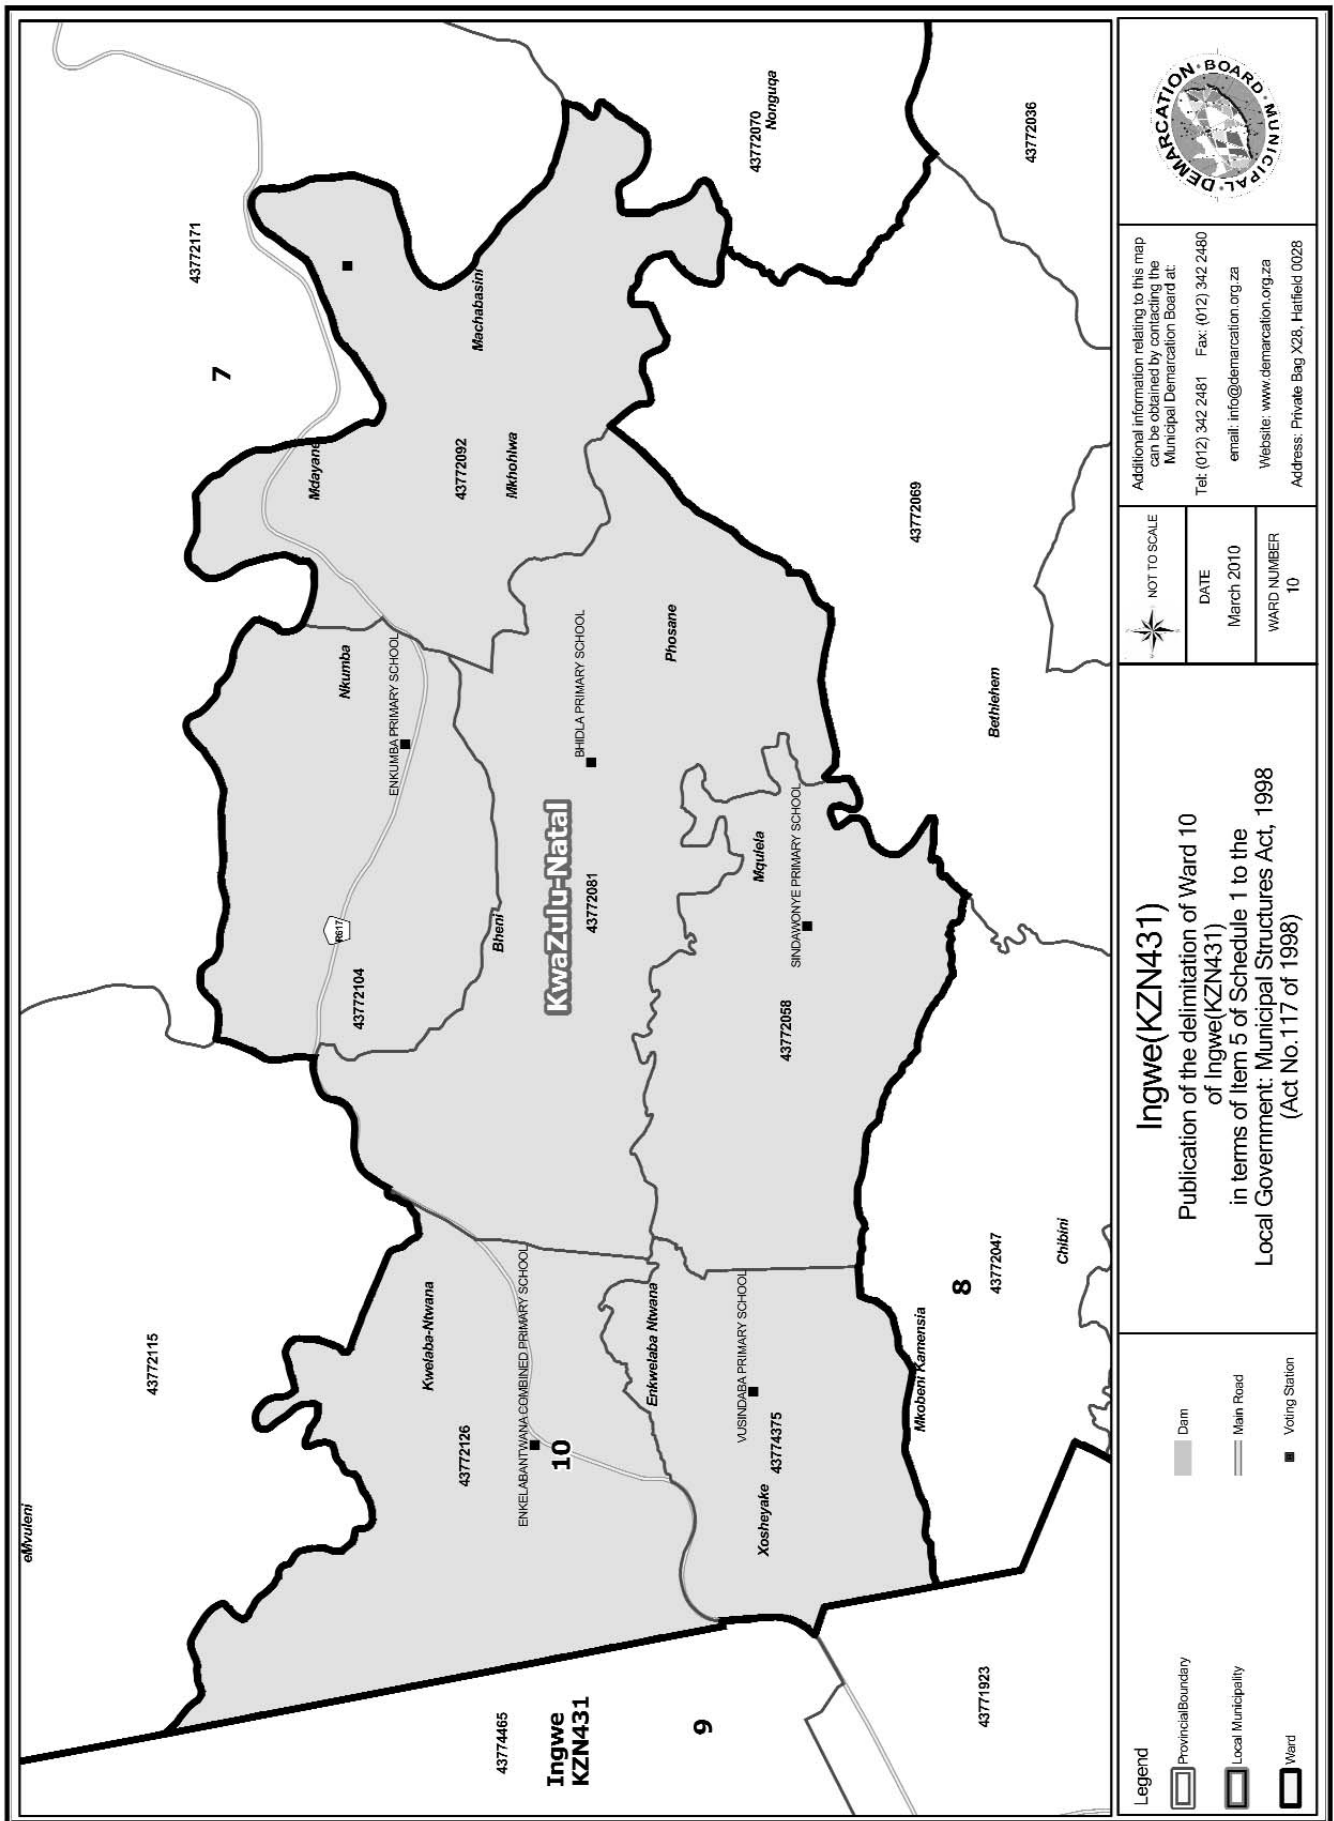 eMvuleni
43772115
43772171
7
43772070
Nonguqa
43772036
Mdayane
Machabasini
43772092
Mkhohlwa
Nkumba
ENKUMBA PRIMARY SCHOOL
R617
43772104
Bheni
KwaZulu-Natal
43772081
BHIDLA PRIMARY SCHOOL
Phosane
43772069
Mqulela
SINDAWONYE PRIMARY SCHOOL
43772058
Bethlehem
Kwelaba-Ntwana
43772126
ENKELABANTWANA COMBINED PRIMARY SCHOOL
10
Enkwelaba Ntwana
VUSINDABA PRIMARY SCHOOL
43774375
Xosheyake
Mkobeni Kamensia
8
43772047
Chibini
43774465
Ingwe
KZN431
9
43771923
Legend
ProvincialBoundary
Local Municipality
Ward
Dam
Main Road
Voting Station
Ingwe(KZN431)
Publication of the delimitation of Ward 10
of Ingwe(KZN431)
in terms of Item 5 of Schedule 1 to the
Local Government: Municipal Structures Act, 1998
(Act No.117 of 1998)
NOT TO SCALE
DATE
March 2010
WARD NUMBER
10
Additional information relating to this map
can be obtained by contacting the
Municipal Demarcation Board at:
Tel: (012) 342 2481 Fax: (012) 342 2480
email: info@demarcation.org.za
Website: www.demarcation.org.za
Address: Private Bag X28, Hatfield 0028
MUNICIPAL DEMARCATION BOARD